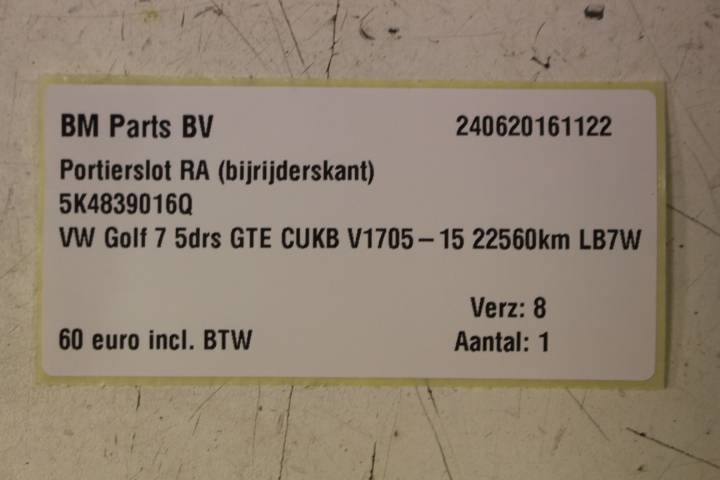 BM Parts BV 240620161122
Portierslot RA (bijrijderskant)
5K4839016Q
VW Golf 7 5drs GTE CUKB V1705-15 22560km LB7W
Verz: 8
60 euro incl. BTW Aantal: 1